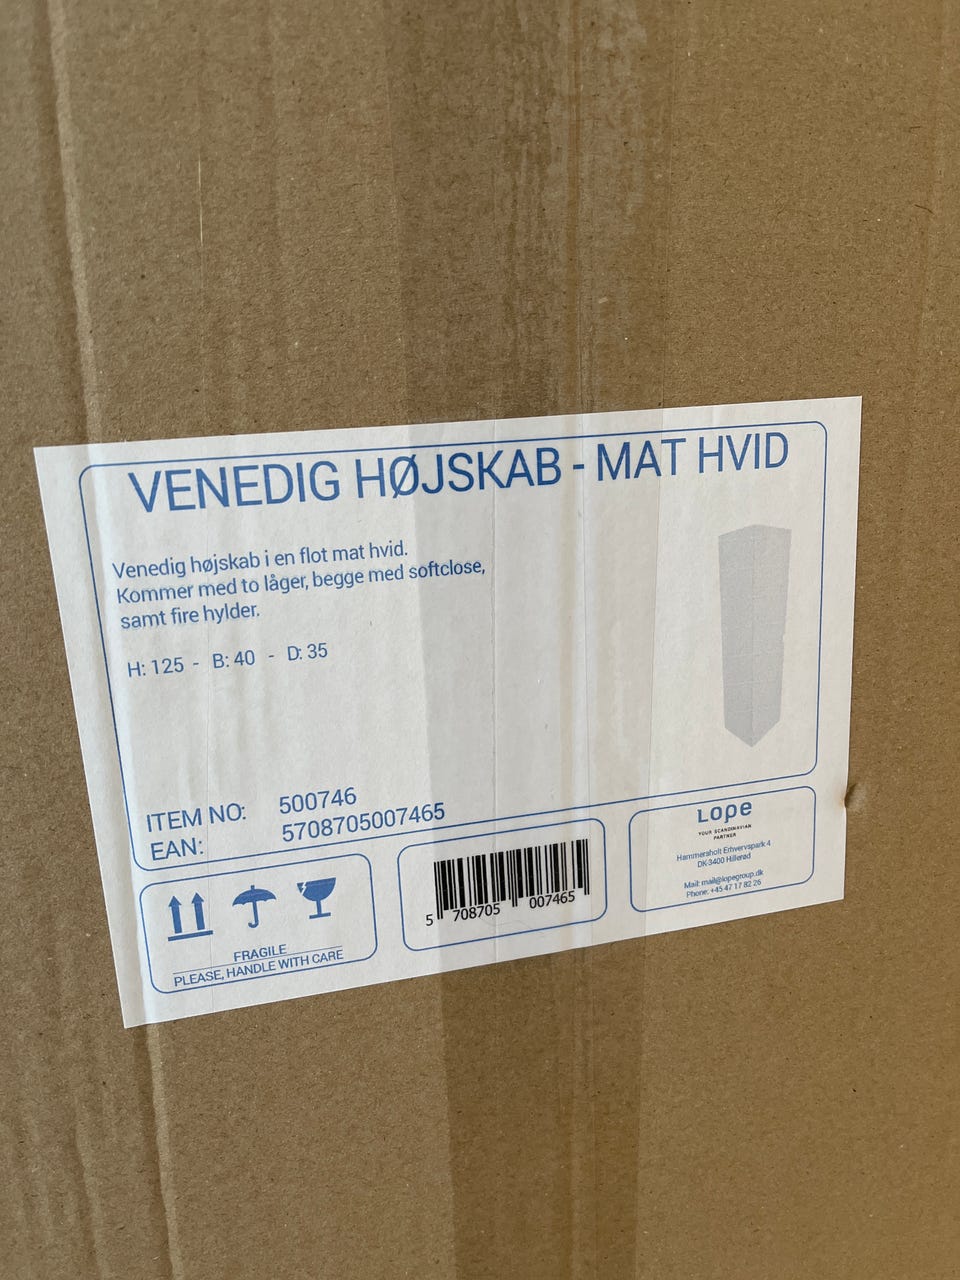 VENEDIG HØJSKAB - MAT HVID
Venedig højskab i en flot mat hvid.
Kommer med to låger, begge med softclose,
samt fire hylder.
H: 125 - B: 40 - D: 35
ITEM NO: 500746
EAN: 5708705007465
FRAGILE
PLEASE, HANDLE WITH CARE
5 708705 007465
Lope
YOUR SCANDINAVIAN
PARTNER
Hammersholt Erhvervspark 4
DK-3400 Hillerød
Mail: mail@lopegroup.dk
Phone: +45 47 17 82 26